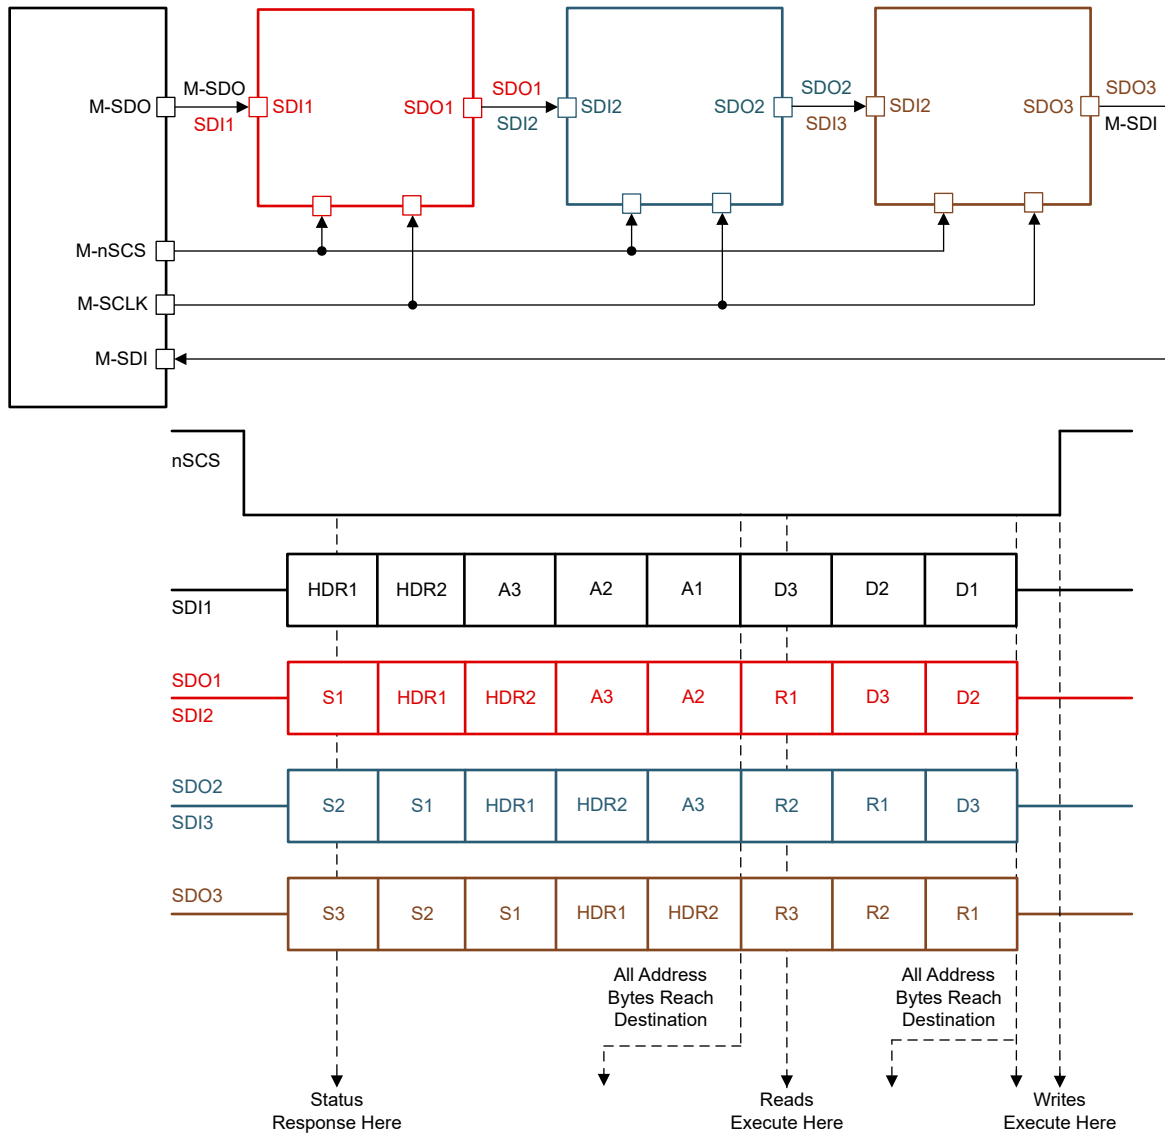 M-SDO
M-SDO
SDI1
SDI1
SDO1
SDO1
SDI2
SDI2
SDO2
SDO2
SDI3
SDI2
SDO3
SDO3
M-SDI
M-nSCS
M-SCLK
M-SDI
nSCS
SDI1
HDR1 HDR2 A3 A2 A1 D3 D2 D1
SDO1
SDI2
S1 HDR1 HDR2 A3 A2 R1 D3 D2
SDO2
SDI3
S2 S1 HDR1 HDR2 A3 R2 R1 D3
SDO3
S3 S2 S1 HDR1 HDR2 R3 R2 R1
All Address
Bytes Reach
Destination
All Address
Bytes Reach
Destination
Status
Response Here
Reads
Execute Here
Writes
Execute Here